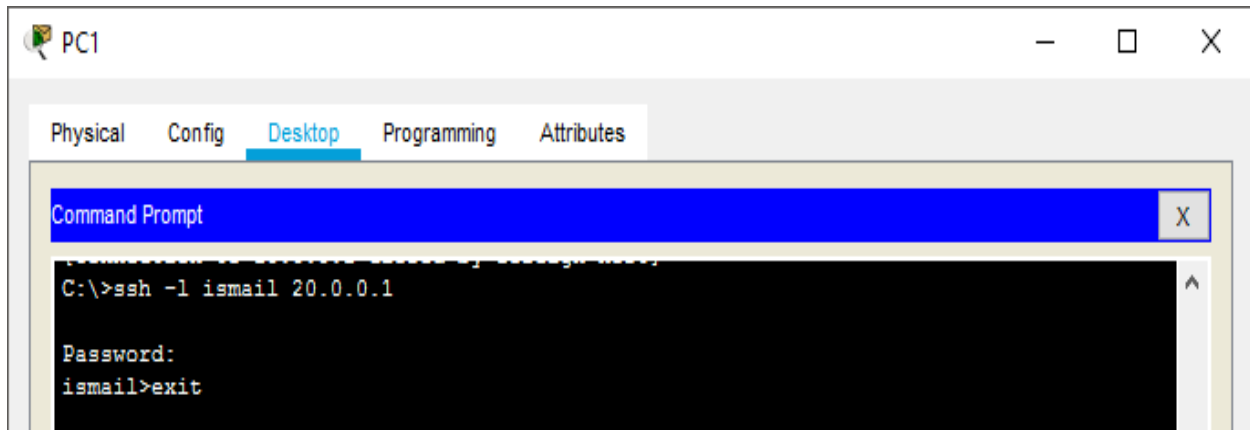 PC1
Physical Config Desktop Programming Attributes
Command Prompt
X
C:\>ssh -l ismail 20.0.0.1
Password:
ismail>exit